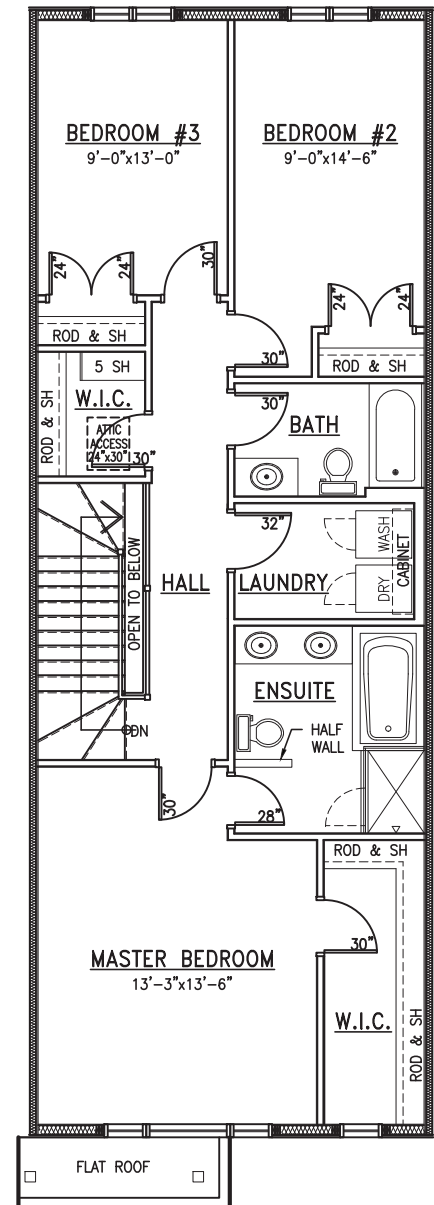 BEDROOM #3
9'-0"x13'-0"
BEDROOM #2
9'-0"x14'-6"
24"
24"
30"
24"
24"
ROD & SH
30"
ROD & SH
5 SH
W.I.C.
ROD & SH
ATTIC
ACCESS
24"x30"
30"
30"
BATH
OPEN TO BELOW
HALL
32"
LAUNDRY
WASH
DRY
CABINET
ENSUITE
HALF
WALL
DN
30"
28"
ROD & SH
30"
MASTER BEDROOM
13'-3"x13'-6"
W.I.C.
ROD & SH
FLAT ROOF